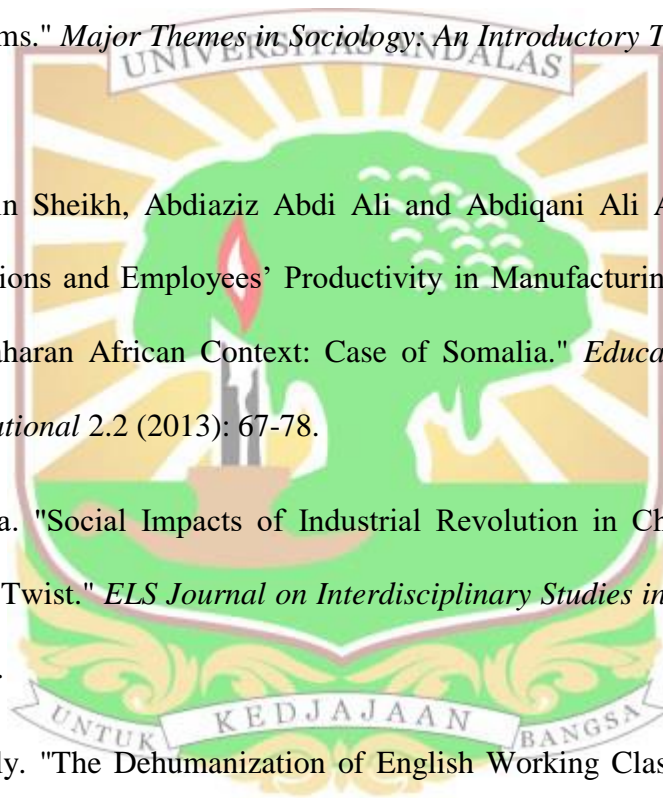 ms." Major Themes in Sociology: An Introductory T
UNIVERSITAS ANDALAS
in Sheikh, Abdiaziz Abdi Ali and Abdiqani Ali A
ions and Employees' Productivity in Manufacturin
aharan African Context: Case of Somalia." Educa
ational 2.2 (2013): 67-78.
a. "Social Impacts of Industrial Revolution in Ch
Twist." ELS Journal on Interdisciplinary Studies in
.
UNTUK KEDJAJAAN BANGSA
ly. "The Dehumanization of English Working Clas